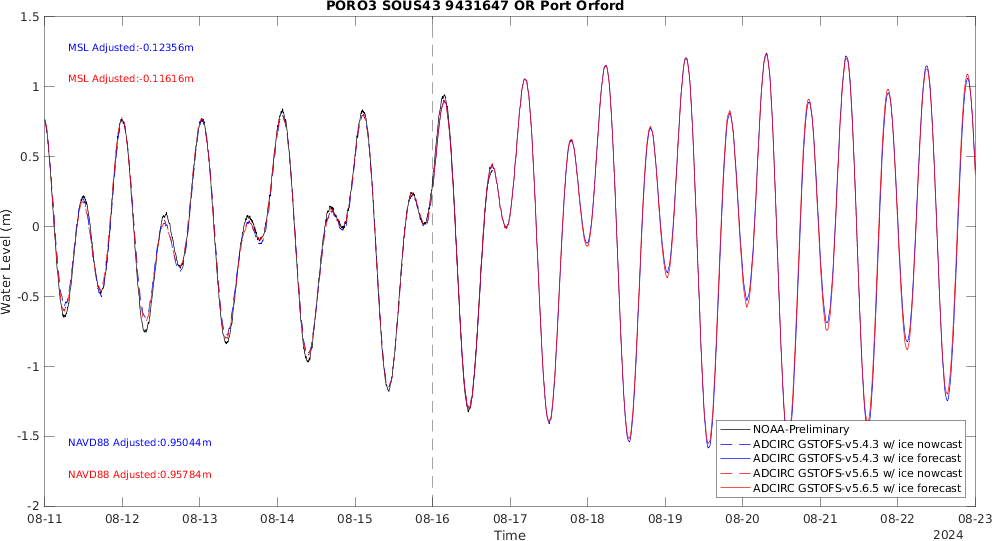 PORO3 SOUS43 9431647 OR Port Orford
1.5
1
0.5
0
-0.5
-1
-1.5
-2
Water Level (m)
MSL Adjusted:-0.12356m
MSL Adjusted:-0.11616m
NAVD88 Adjusted:0.95044m
NAVD88 Adjusted:0.95784m
NOAA-Preliminary
ADCIRC GSTOFS-v5.4.3 w/ ice nowcast
ADCIRC GSTOFS-v5.4.3 w/ ice forecast
ADCIRC GSTOFS-v5.6.5 w/ ice nowcast
ADCIRC GSTOFS-v5.6.5 w/ ice forecast
08-11 08-12 08-13 08-14 08-15 08-16 08-17 08-18 08-19 08-20 08-21 08-22 08-23
Time
2024